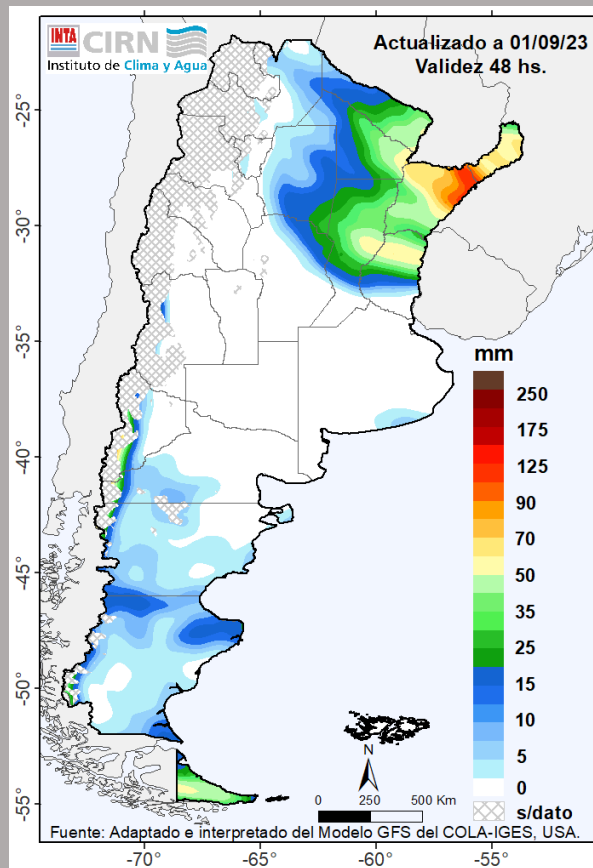 INTA CIRN
Instituto de Clima y Agua
Actualizado a 01/09/23
Validez 48 hs.
-25°
-30°
-35°
-40°
-45°
-50°
-55°
mm
250
175
125
90
70
50
35
25
15
10
5
0
s/dato
N
0 250 500 Km
Fuente: Adaptado e interpretado del Modelo GFS del COLA-IGES, USA.
-70° -65° -60° -55°